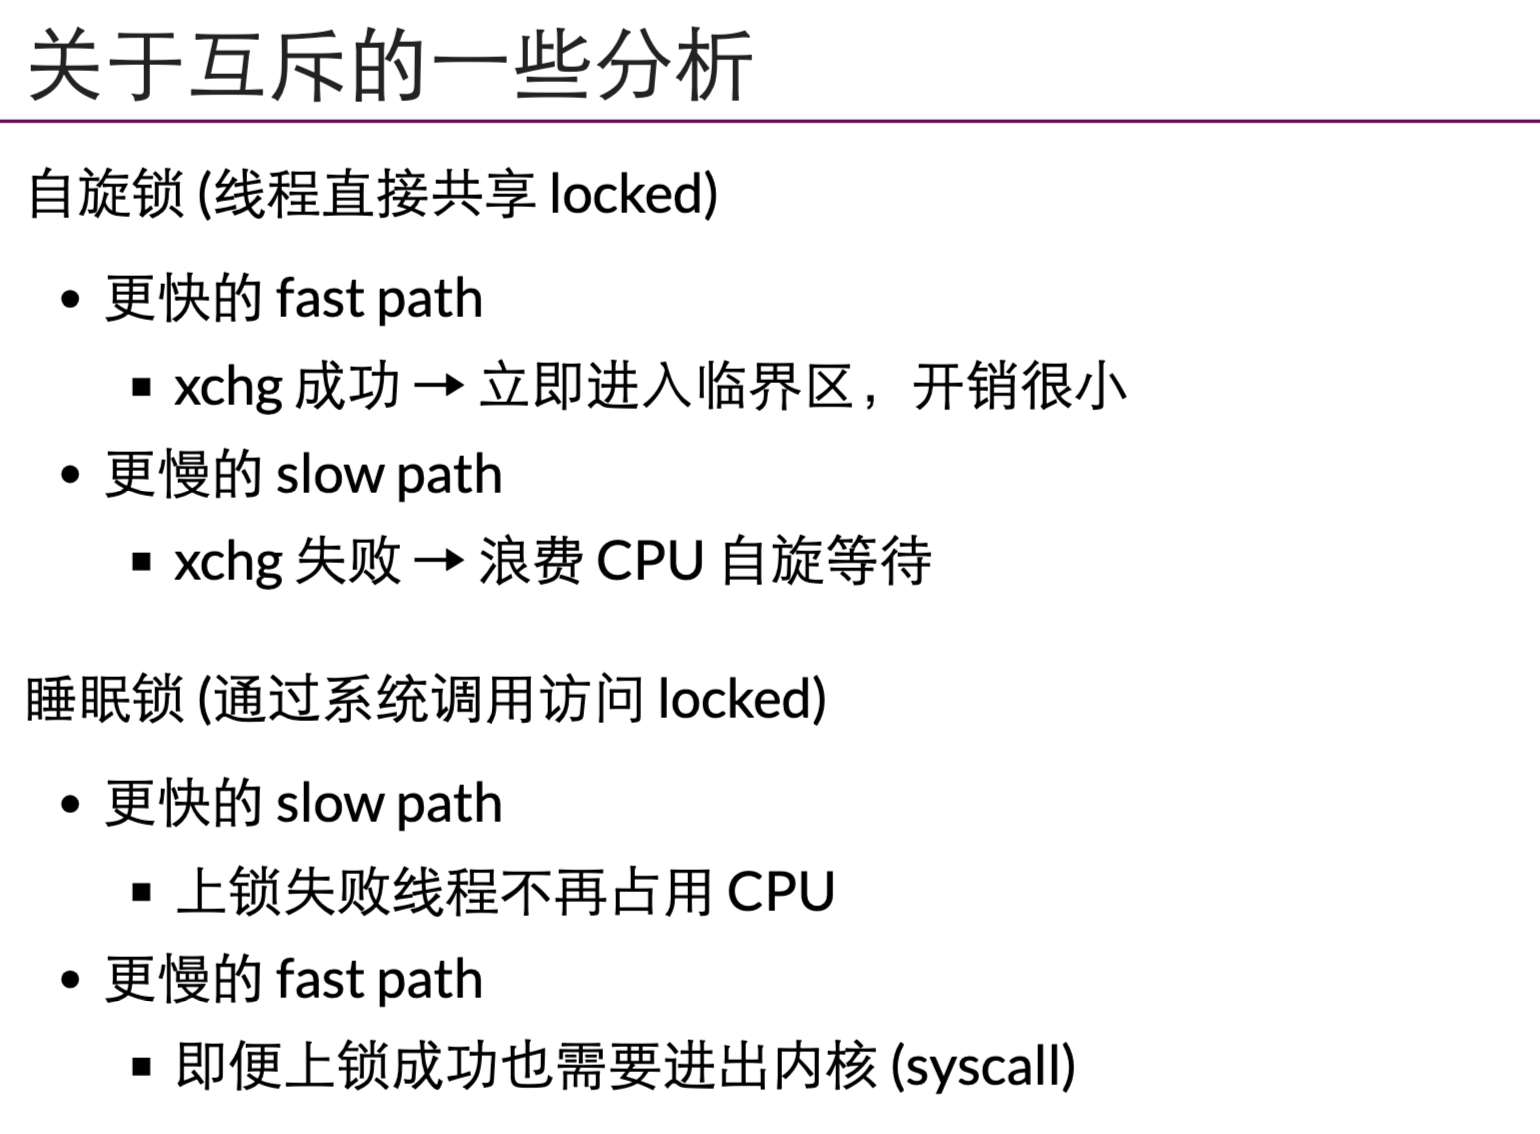 关于互斥的一些分析
自旋锁 (线程直接共享 locked)
• 更快的 fast path
▪ xchg 成功 → 立即进入临界区，开销很小
• 更慢的 slow path
▪ xchg 失败 → 浪费 CPU 自旋等待
睡眠锁 (通过系统调用访问 locked)
• 更快的 slow path
▪ 上锁失败线程不再占用 CPU
• 更慢的 fast path
▪ 即便上锁成功也需要进出内核 (syscall)